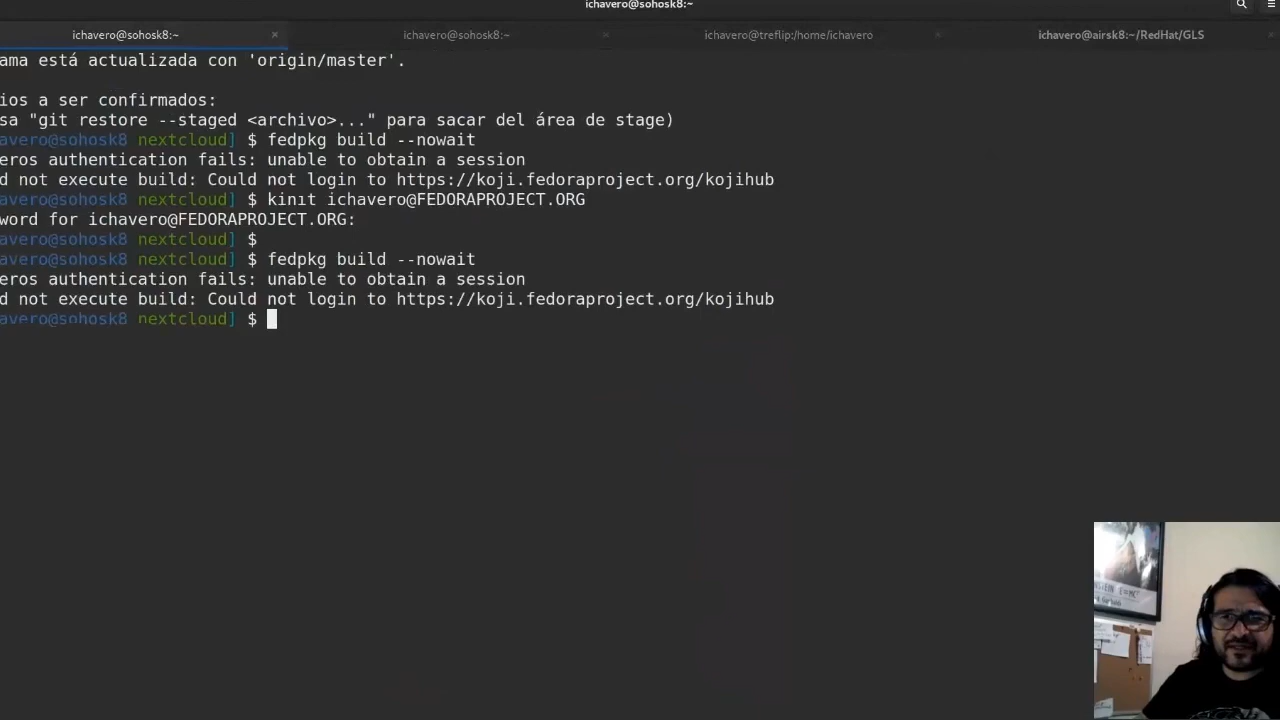 ichavero@sohosk8:~
ichavero@sohosk8:~ × ichavero@sohosk8:~ × ichavero@treflip:/home/ichavero × ichavero@airsk8:~/RedHat/GLS ×
ama está actualizada con 'origin/master'.
ios a ser confirmados:
sa "git restore --staged <archivo>..." para sacar del área de stage)
avero@sohosk8 nextcloud] $ fedpkg build --nowait
eros authentication fails: unable to obtain a session
d not execute build: Could not login to https://koji.fedoraproject.org/kojihub
avero@sohosk8 nextcloud] $ kinit ichavero@FEDORAPROJECT.ORG
word for ichavero@FEDORAPROJECT.ORG:
avero@sohosk8 nextcloud] $
avero@sohosk8 nextcloud] $ fedpkg build --nowait
eros authentication fails: unable to obtain a session
d not execute build: Could not login to https://koji.fedoraproject.org/kojihub
avero@sohosk8 nextcloud] $
E=MC²